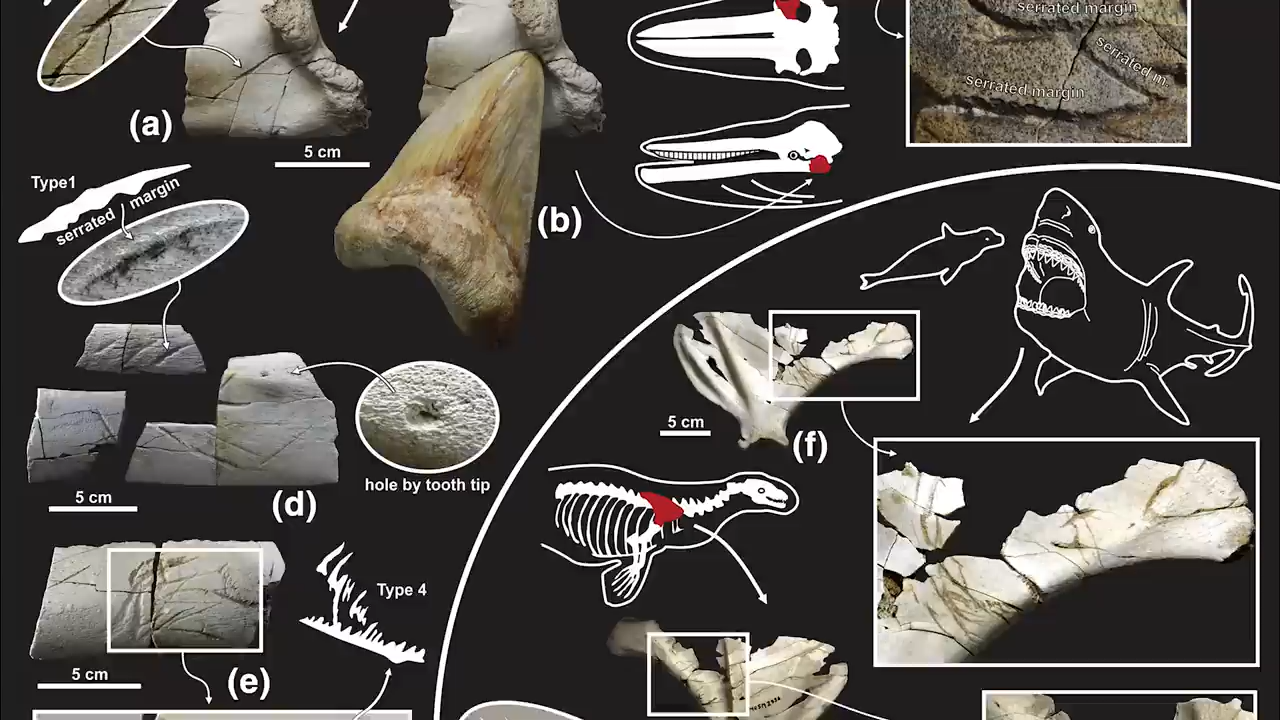 serrated margin
serrated m.
serrated margin
(a)
5 cm
Type1
serrated margin
(b)
5 cm
(f)
hole by tooth tip
5 cm
(d)
Type 4
5 cm
(e)